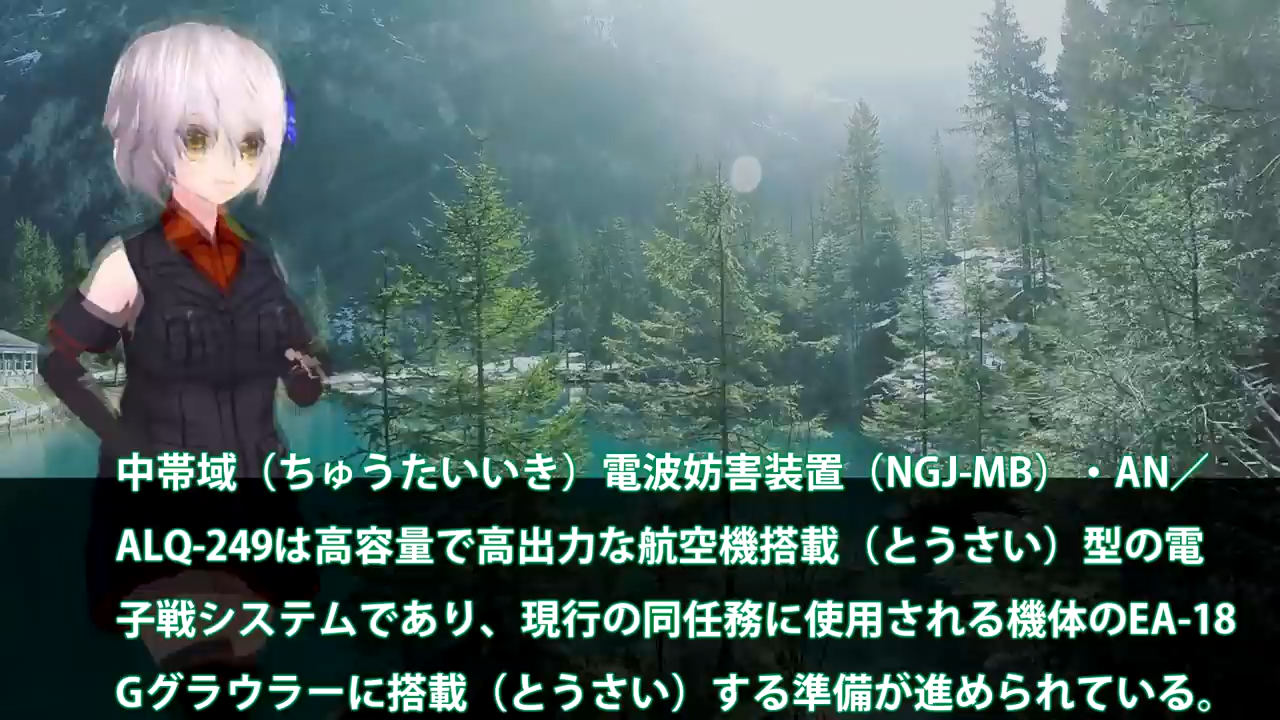 中帯域（ちゅうたいいき）電波妨害装置（NGJ-MB）・AN／
ALQ-249は高容量で高出力な航空機搭載（とうさい）型の電
子戦システムであり、現行の同任務に使用される機体のEA-18
Gグラウラーに搭載（とうさい）する準備が進められている。